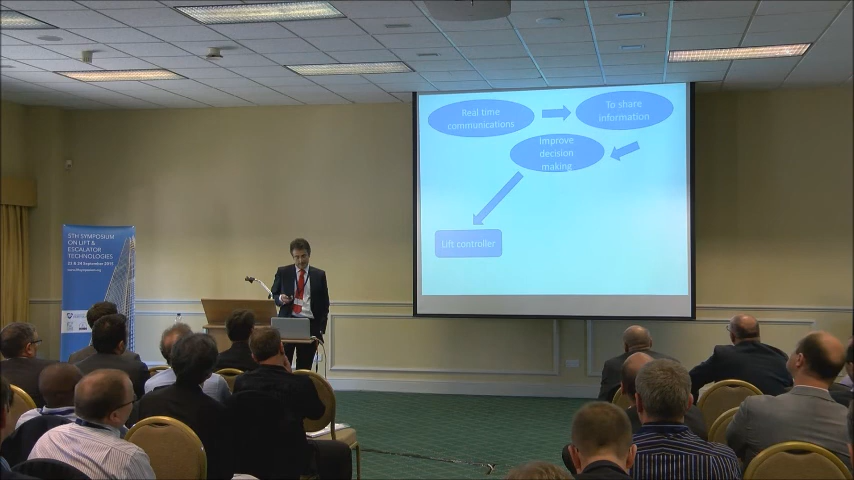 Real time
communications
To share
information
Improve
decision
making
Lift controller
5TH SYMPOSIUM
ON LIFT &
ESCALATOR
TECHNOLOGIES